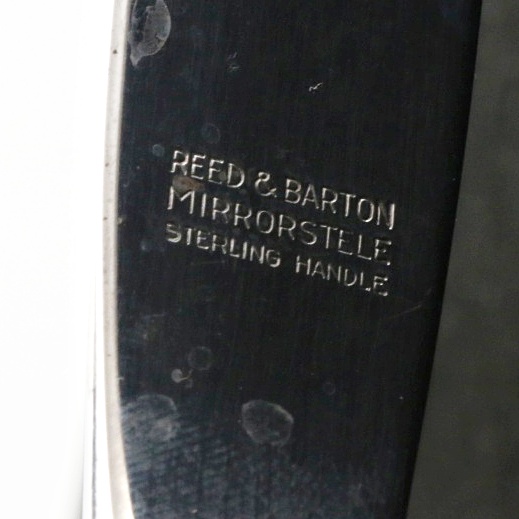 REED & BARTON
MIRRORSTELE
STERLING HANDLE